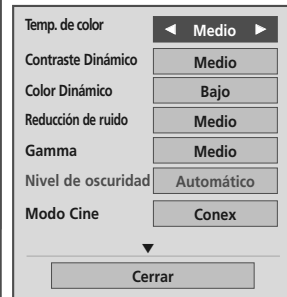 Temp. de color ◄ Medio ►
Contraste Dinámico Medio
Color Dinámico Bajo
Reducción de ruido Medio
Gamma Medio
Nivel de oscuridad Automático
Modo Cine Conex
▼
Cerrar